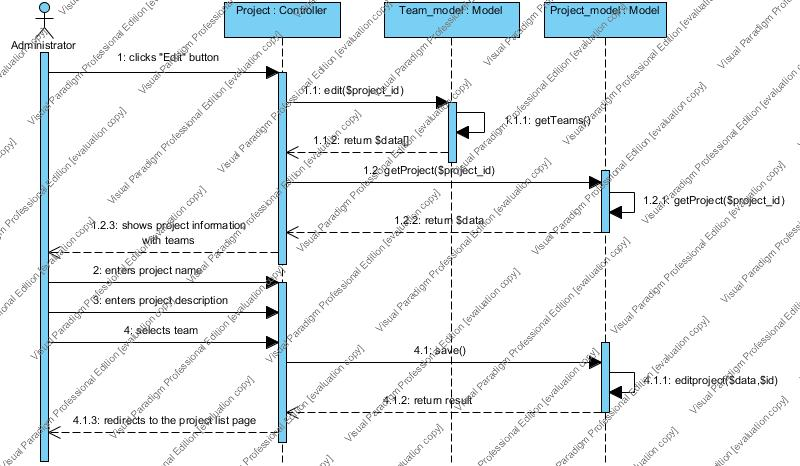 Project : Controller
Team_model : Model
Project_model : Model
Administrator
1: clicks "Edit" button
1.1: edit($project_id)
1.1.1: getTeams()
1.1.2: return $data[]
1.2: getProject($project_id)
1.2.1: getProject($project_id)
1.2.2: return $data
1.2.3: shows project information
with teams
2: enters project name
3: enters project description
4: selects team
4.1: save()
4.1.1: editproject($data,$id)
4.1.2: return result
4.1.3: redirects to the project list page
Visual Paradigm Professional Edition [evaluation copy]